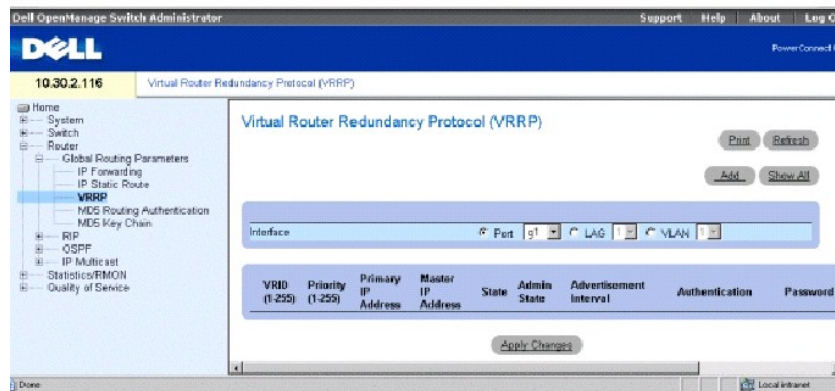 Dell OpenManage Switch Administrator
Support Help About Log O
DELL
PowerConnect
10.30.2.116
Virtual Router Redundancy Protocol (VRRP)
Home
System
Switch
Router
Global Routing Parameters
IP Forwarding
IP Static Route
VRRP
MD5 Routing Authentication
MD5 Key Chain
RIP
OSPF
IP Multicast
Statistics/RMON
Quality of Service
Virtual Router Redundancy Protocol (VRRP)
Print Refresh
Add Show All
Interface Port g1 LAG 1 VLAN 1
VRID (1-255) Priority (1-255) Primary IP Address Master IP Address State Admin State Advertisement Interval Authentication Password
Apply Changes
Done
Local intranet